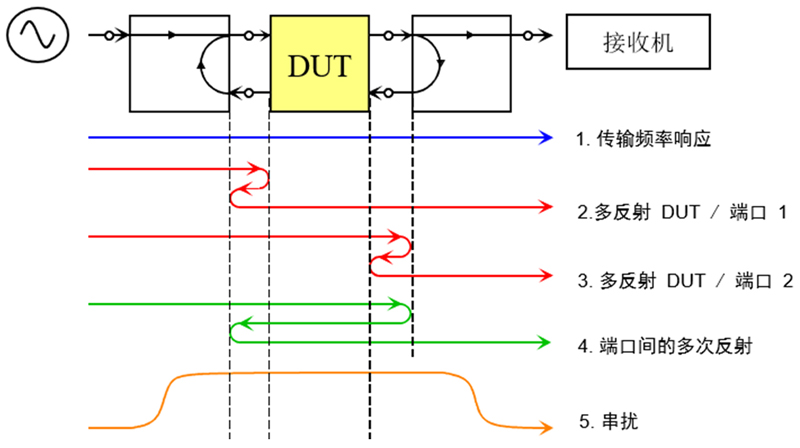 DUT
接收机
1. 传输频率响应
2.多反射 DUT / 端口 1
3. 多反射 DUT / 端口 2
4. 端口间的多次反射
5. 串扰